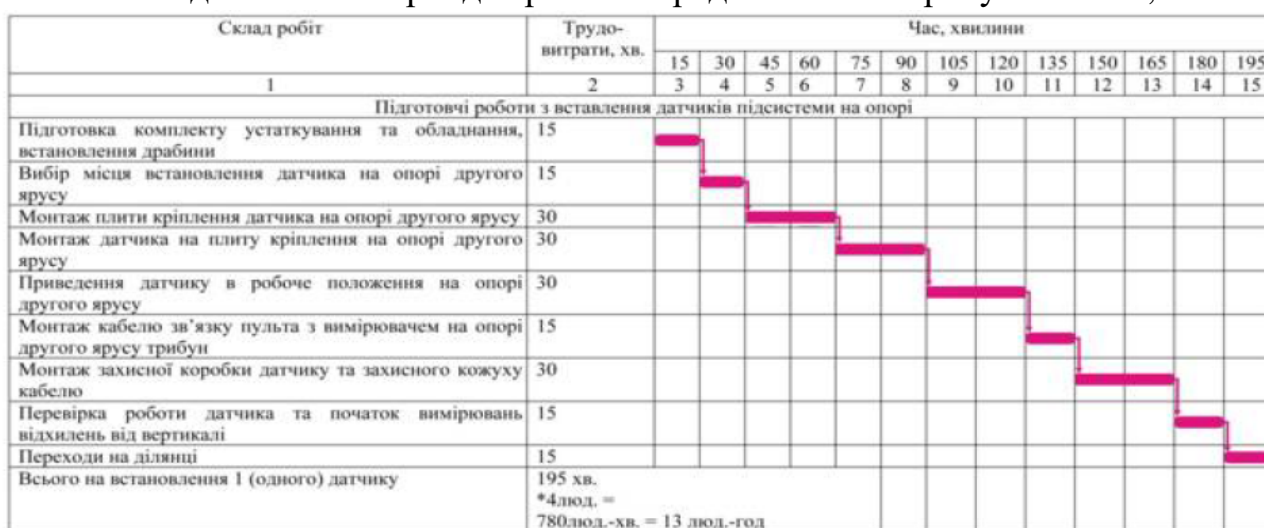 Склад робіт
Трудо-
витрати, хв.
Час, хвилини
15 30 45 60 75 90 105 120 135 150 165 180 195
1 2 3 4 5 6 7 8 9 10 11 12 13 14 15
Підготовчі роботи з вставлення датчиків підсистеми на опорі
Підготовка комплекту устаткування та обладнання, 15
встановлення драбини
Вибір місця встановлення датчика на опорі другого 15
ярусу
Монтаж плити кріплення датчика на опорі другого ярусу 30
Монтаж датчика на плиту кріплення на опорі другого 30
ярусу
Приведення датчику в робоче положення на опорі 30
другого ярусу
Монтаж кабелю зв’язку пульта з вимірювачем на опорі 15
другого ярусу трибун
Монтаж захисної коробки датчику та захисного кожуху 30
кабелю
Перевірка роботи датчика та початок вимірювань 15
відхилень від вертикалі
Переходи на ділянці 15
Всього на встановлення 1 (одного) датчику 195 хв.
*4люд. =
780люд.-хв. = 13 люд.-год